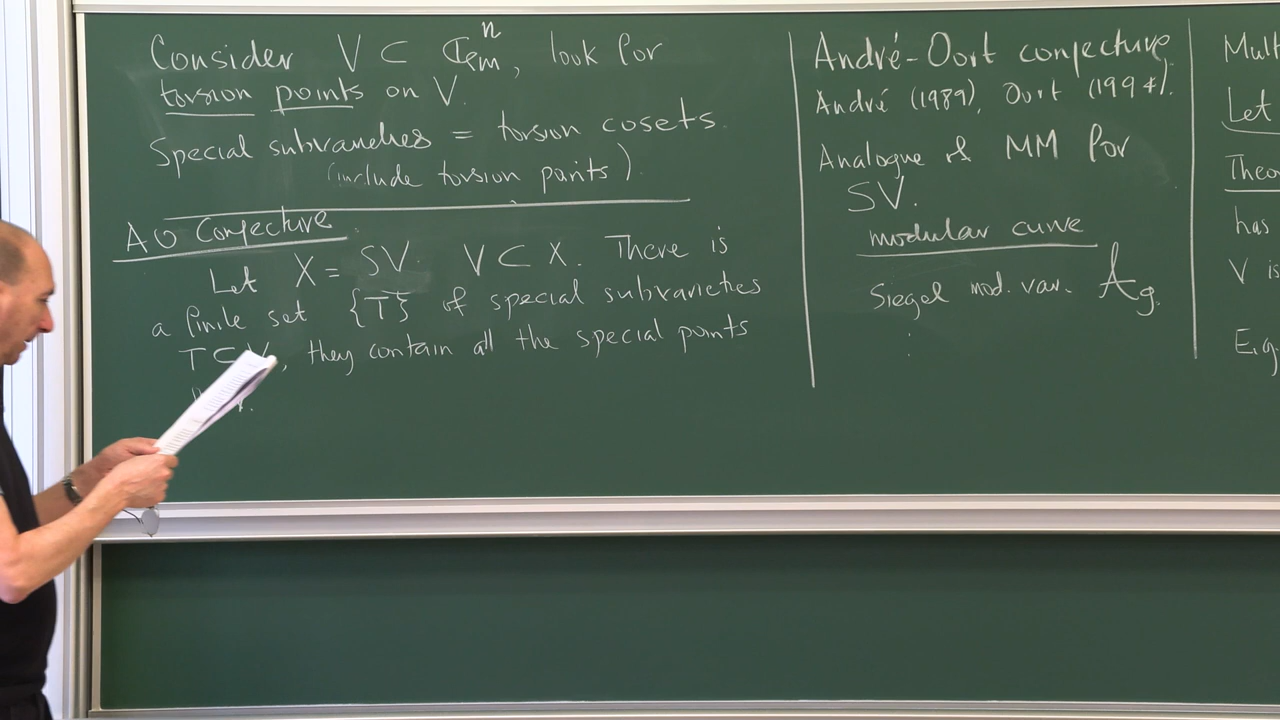 Consider V ⊂ 𝔾ₘⁿ, look for
torsion points on V.
Special subvarieties = torsion cosets
(include torsion points)
AO Conjecture
Let X = SV. V ⊂ X. There is
a finite set {T} of special subvarieties
T ⊂ V, they contain all the special points
André-Oort conjecture
André (1989), Oort (1994).
Analogue of MM for
SV.
modular curve
Siegel mod. var. A_g
Mult
Let
Theo
has
V is
E.g.